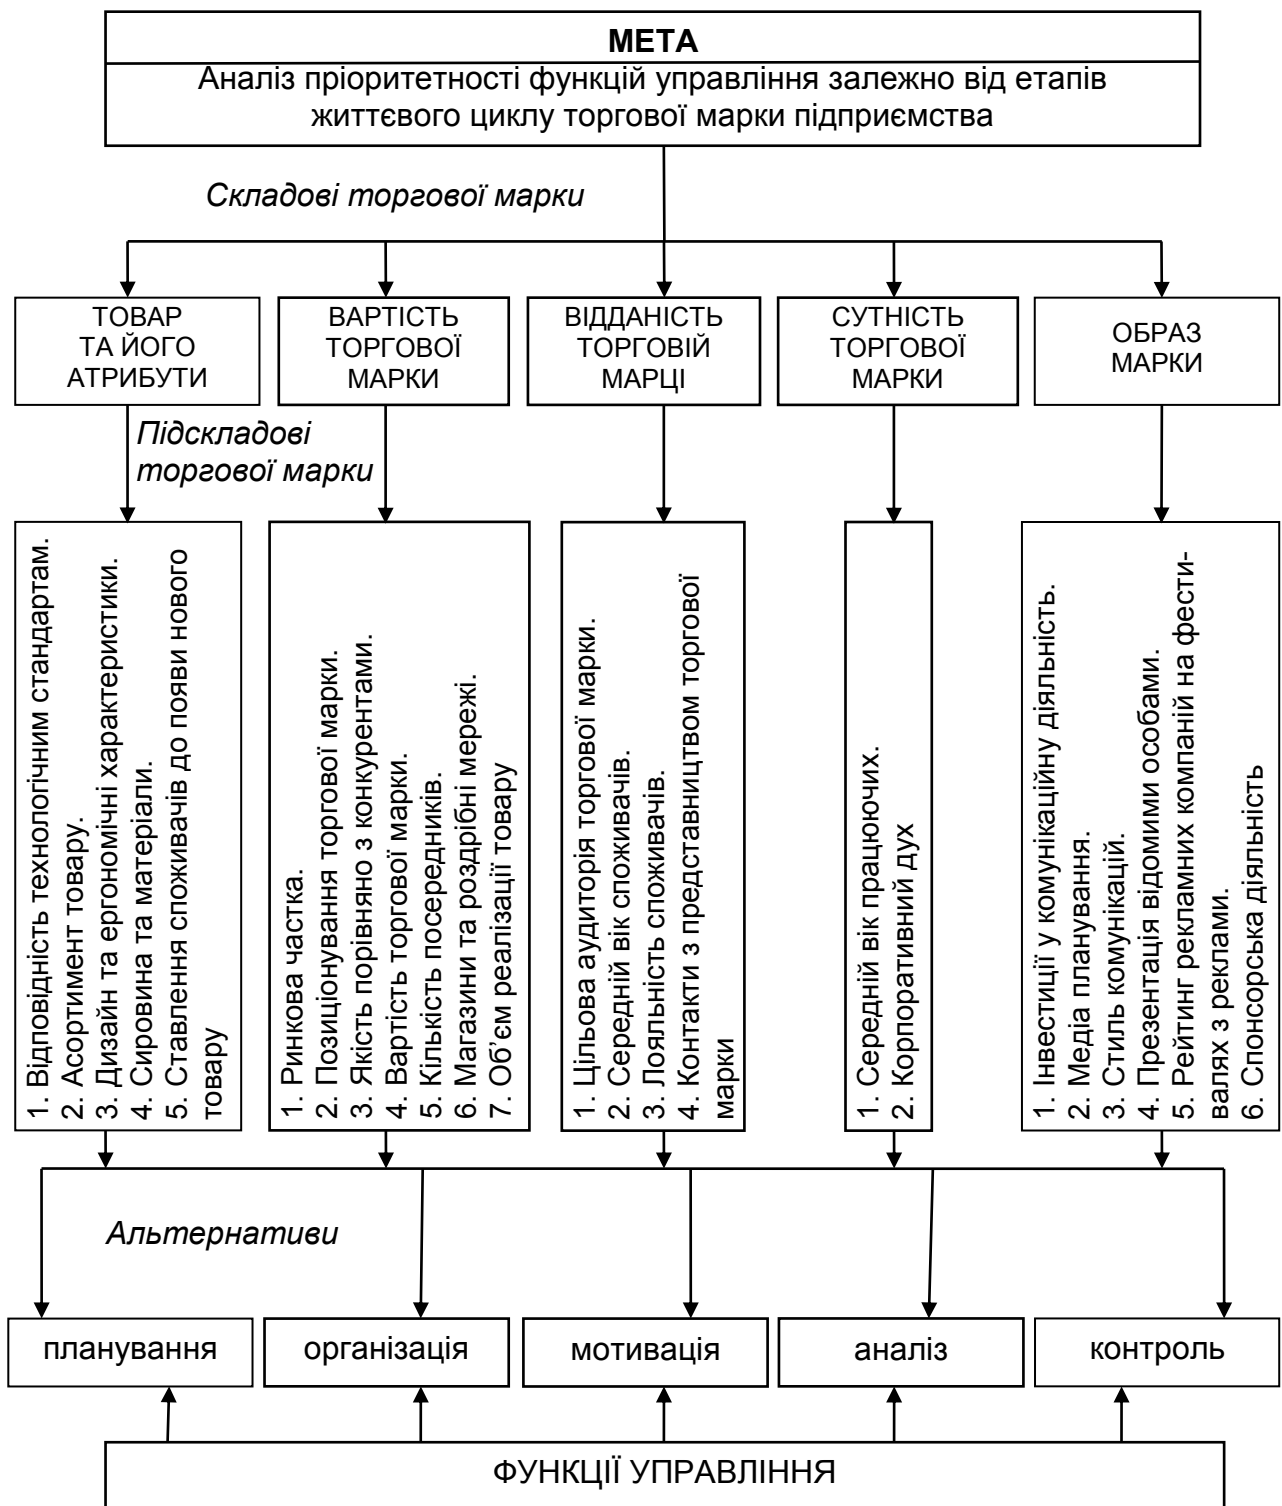 МЕТА
Аналіз пріоритетності функцій управління залежно від етапів
життєвого циклу торгової марки підприємства
Складові торгової марки
ТОВАР
ТА ЙОГО
АТРИБУТИ
ВАРТІСТЬ
ТОРГОВОЇ
МАРКИ
ВІДДАНІСТЬ
ТОРГОВІЙ
МАРЦІ
СУТНІСТЬ
ТОРГОВОЇ
МАРКИ
ОБРАЗ
МАРКИ
Підскладові
торгової марки
1. Відповідність технологічним стандартам.
2. Асортимент товару.
3. Дизайн та ергономічні характеристики.
4. Сировина та матеріали.
5. Ставлення споживачів до появи нового
товару
1. Ринкова частка.
2. Позиціонування торгової марки.
3. Якість порівняно з конкурентами.
4. Вартість торгової марки.
5. Кількість посередників.
6. Магазини та роздрібні мережі.
7. Об’єм реалізації товару
1. Цільова аудиторія торгової марки.
2. Середній вік споживачів.
3. Лояльність споживачів.
4. Контакти з представництвом торгової
марки
1. Середній вік працюючих.
2. Корпоративний дух
1. Інвестиції у комунікаційну діяльність.
2. Медіа планування.
3. Стиль комунікацій.
4. Презентація відомими особами.
5. Рейтинг рекламних компаній на фести-
валях з реклами.
6. Спонсорська діяльність
Альтернативи
планування
організація
мотивація
аналіз
контроль
ФУНКЦІЇ УПРАВЛІННЯ